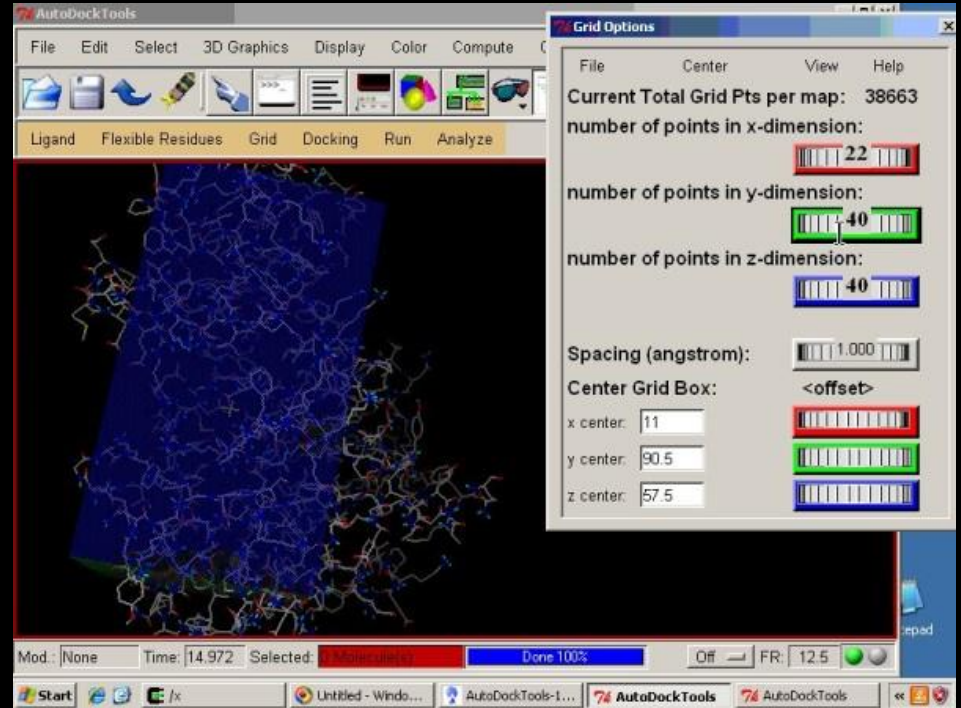 AutoDockTools
File Edit Select 3D Graphics Display Color Compute
Ligand Flexible Residues Grid Docking Run Analyze
Grid Options
File Center View Help
Current Total Grid Pts per map: 38663
number of points in x-dimension:
22
number of points in y-dimension:
40
number of points in z-dimension:
40
Spacing (angstrom): 1.000
Center Grid Box: <offset>
x center: 11
y center: 90.5
z center: 57.5
epad
Mod.: None Time: 14.972 Selected: 0 Molecule(s) Done 100% Off FR: 12.5
Start /x Untitled - Windo... AutoDockTools-1... AutoDockTools AutoDockTools «